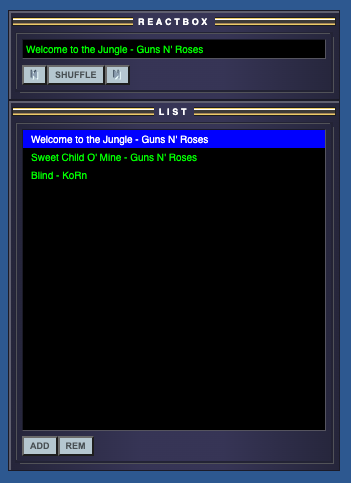 REACTBOX
Welcome to the Jungle - Guns N' Roses
SHUFFLE
LIST
Welcome to the Jungle - Guns N' Roses
Sweet Child O' Mine - Guns N' Roses
Blind - KoRn
ADD REM